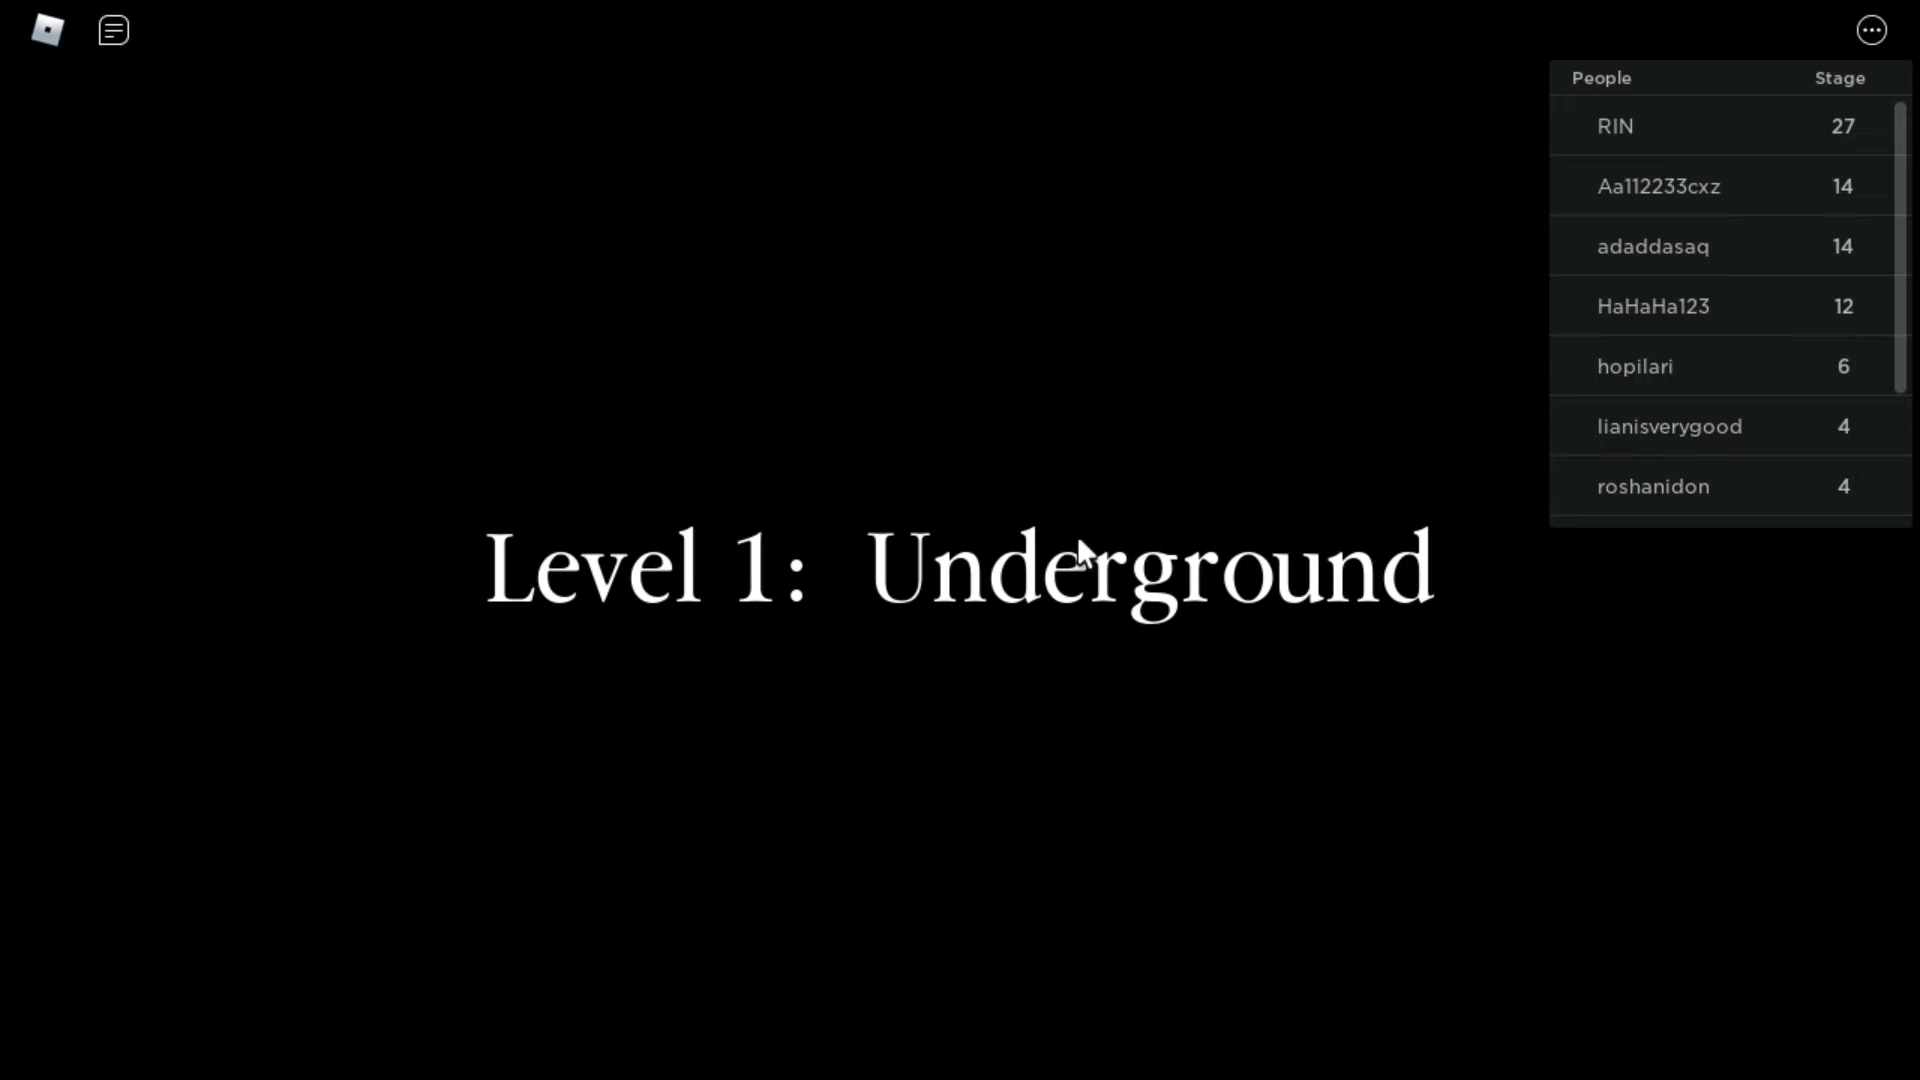 People Stage
RIN 27
Aa112233cxz 14
adaddasaq 14
HaHaHa123 12
hopilari 6
lianisverygood 4
roshanidon 4
Level 1: Underground